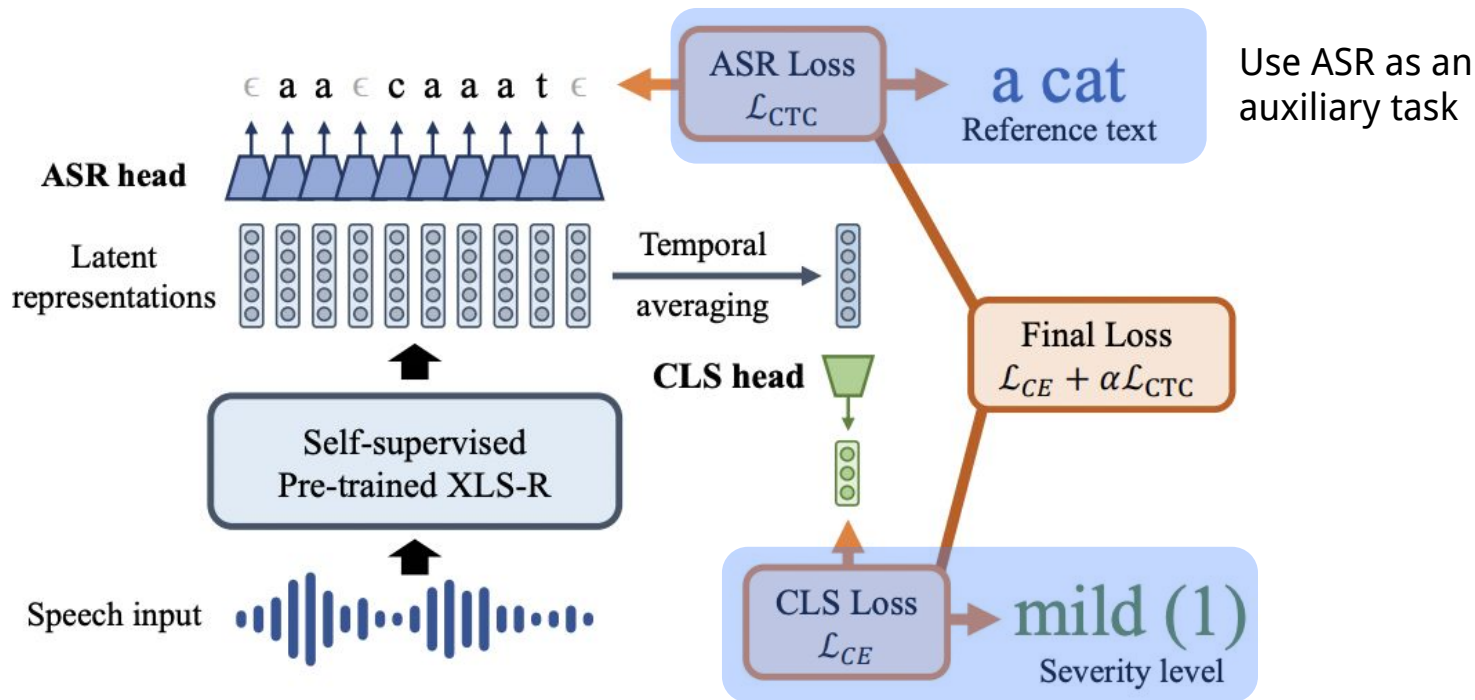 ϵ a a ϵ c a a a t ϵ
ASR head
Latent
representations
Temporal
averaging
CLS head
Self-supervised
Pre-trained XLS-R
Speech input
ASR Loss
ℒCTC
a cat
Reference text
Use ASR as an
auxiliary task
Final Loss
ℒCE + αℒCTC
CLS Loss
ℒCE
mild (1)
Severity level